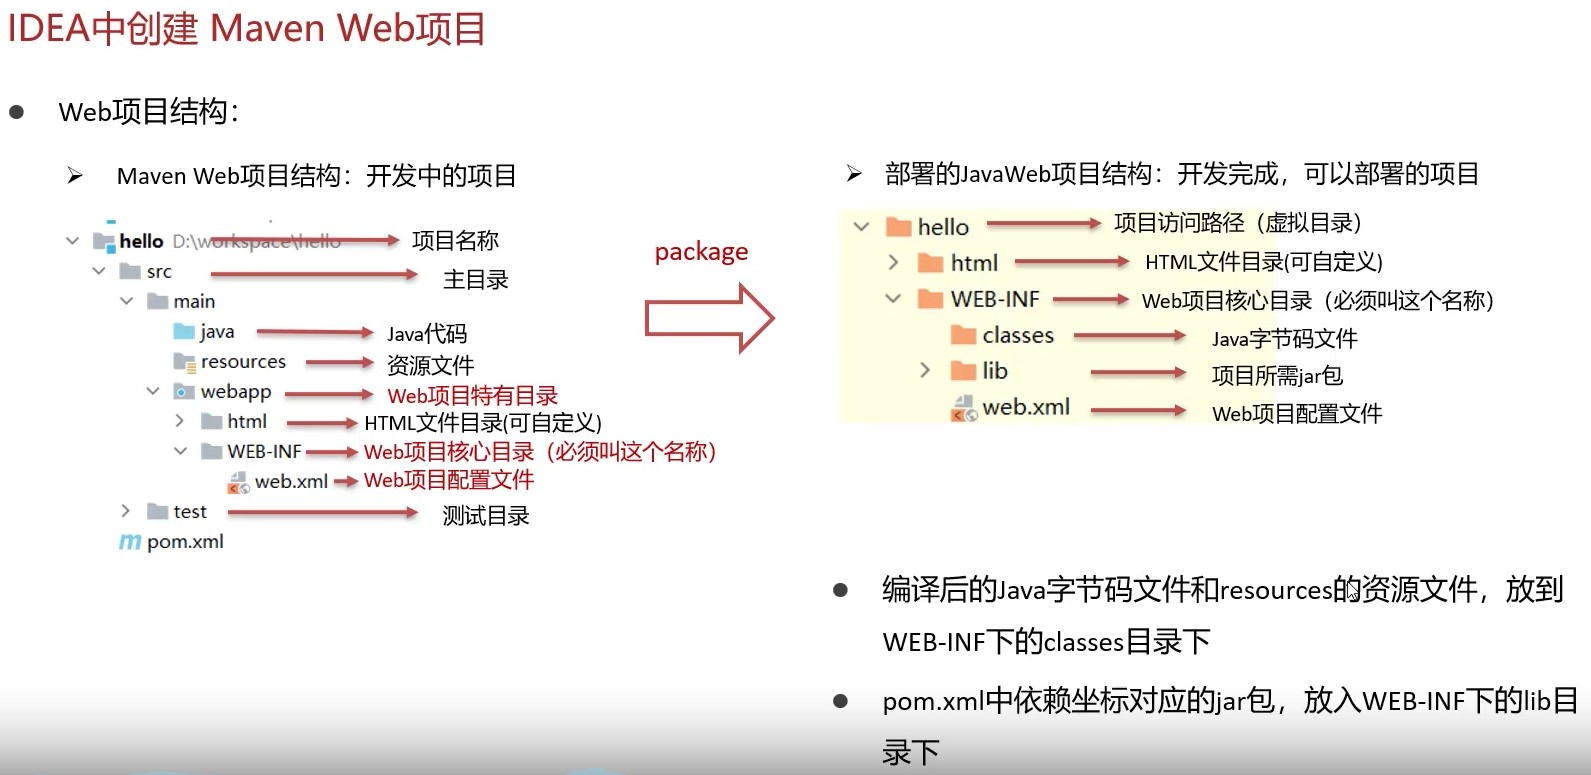 IDEA中创建 Maven Web项目
Web项目结构：
Maven Web项目结构：开发中的项目
hello D:\workspace\hello 项目名称
src 主目录
main
java Java代码
resources 资源文件
webapp Web项目特有目录
html HTML文件目录(可自定义)
WEB-INF Web项目核心目录（必须叫这个名称）
web.xml Web项目配置文件
test 测试目录
pom.xml
package
部署的JavaWeb项目结构：开发完成，可以部署的项目
hello 项目访问路径（虚拟目录）
html HTML文件目录(可自定义)
WEB-INF Web项目核心目录（必须叫这个名称）
classes Java字节码文件
lib 项目所需jar包
web.xml Web项目配置文件
编译后的Java字节码文件和resources的资源文件，放到
WEB-INF下的classes目录下
pom.xml中依赖坐标对应的jar包，放入WEB-INF下的lib目
录下